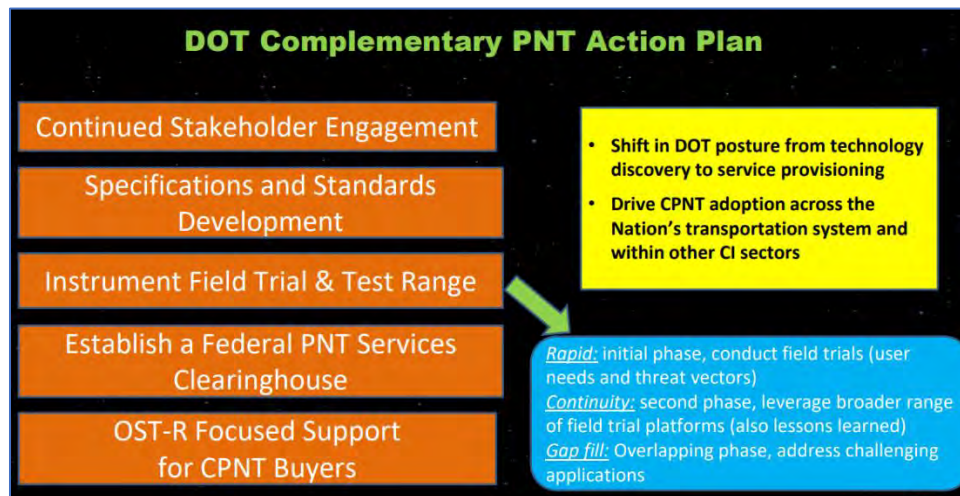 DOT Complementary PNT Action Plan
Continued Stakeholder Engagement
Specifications and Standards
Development
Instrument Field Trial & Test Range
Establish a Federal PNT Services
Clearinghouse
OST-R Focused Support
for CPNT Buyers
• Shift in DOT posture from technology
discovery to service provisioning
• Drive CPNT adoption across the
Nation's transportation system and
within other CI sectors
Rapid: initial phase, conduct field trials (user
needs and threat vectors)
Continuity: second phase, leverage broader range
of field trial platforms (also lessons learned)
Gap fill: Overlapping phase, address challenging
applications